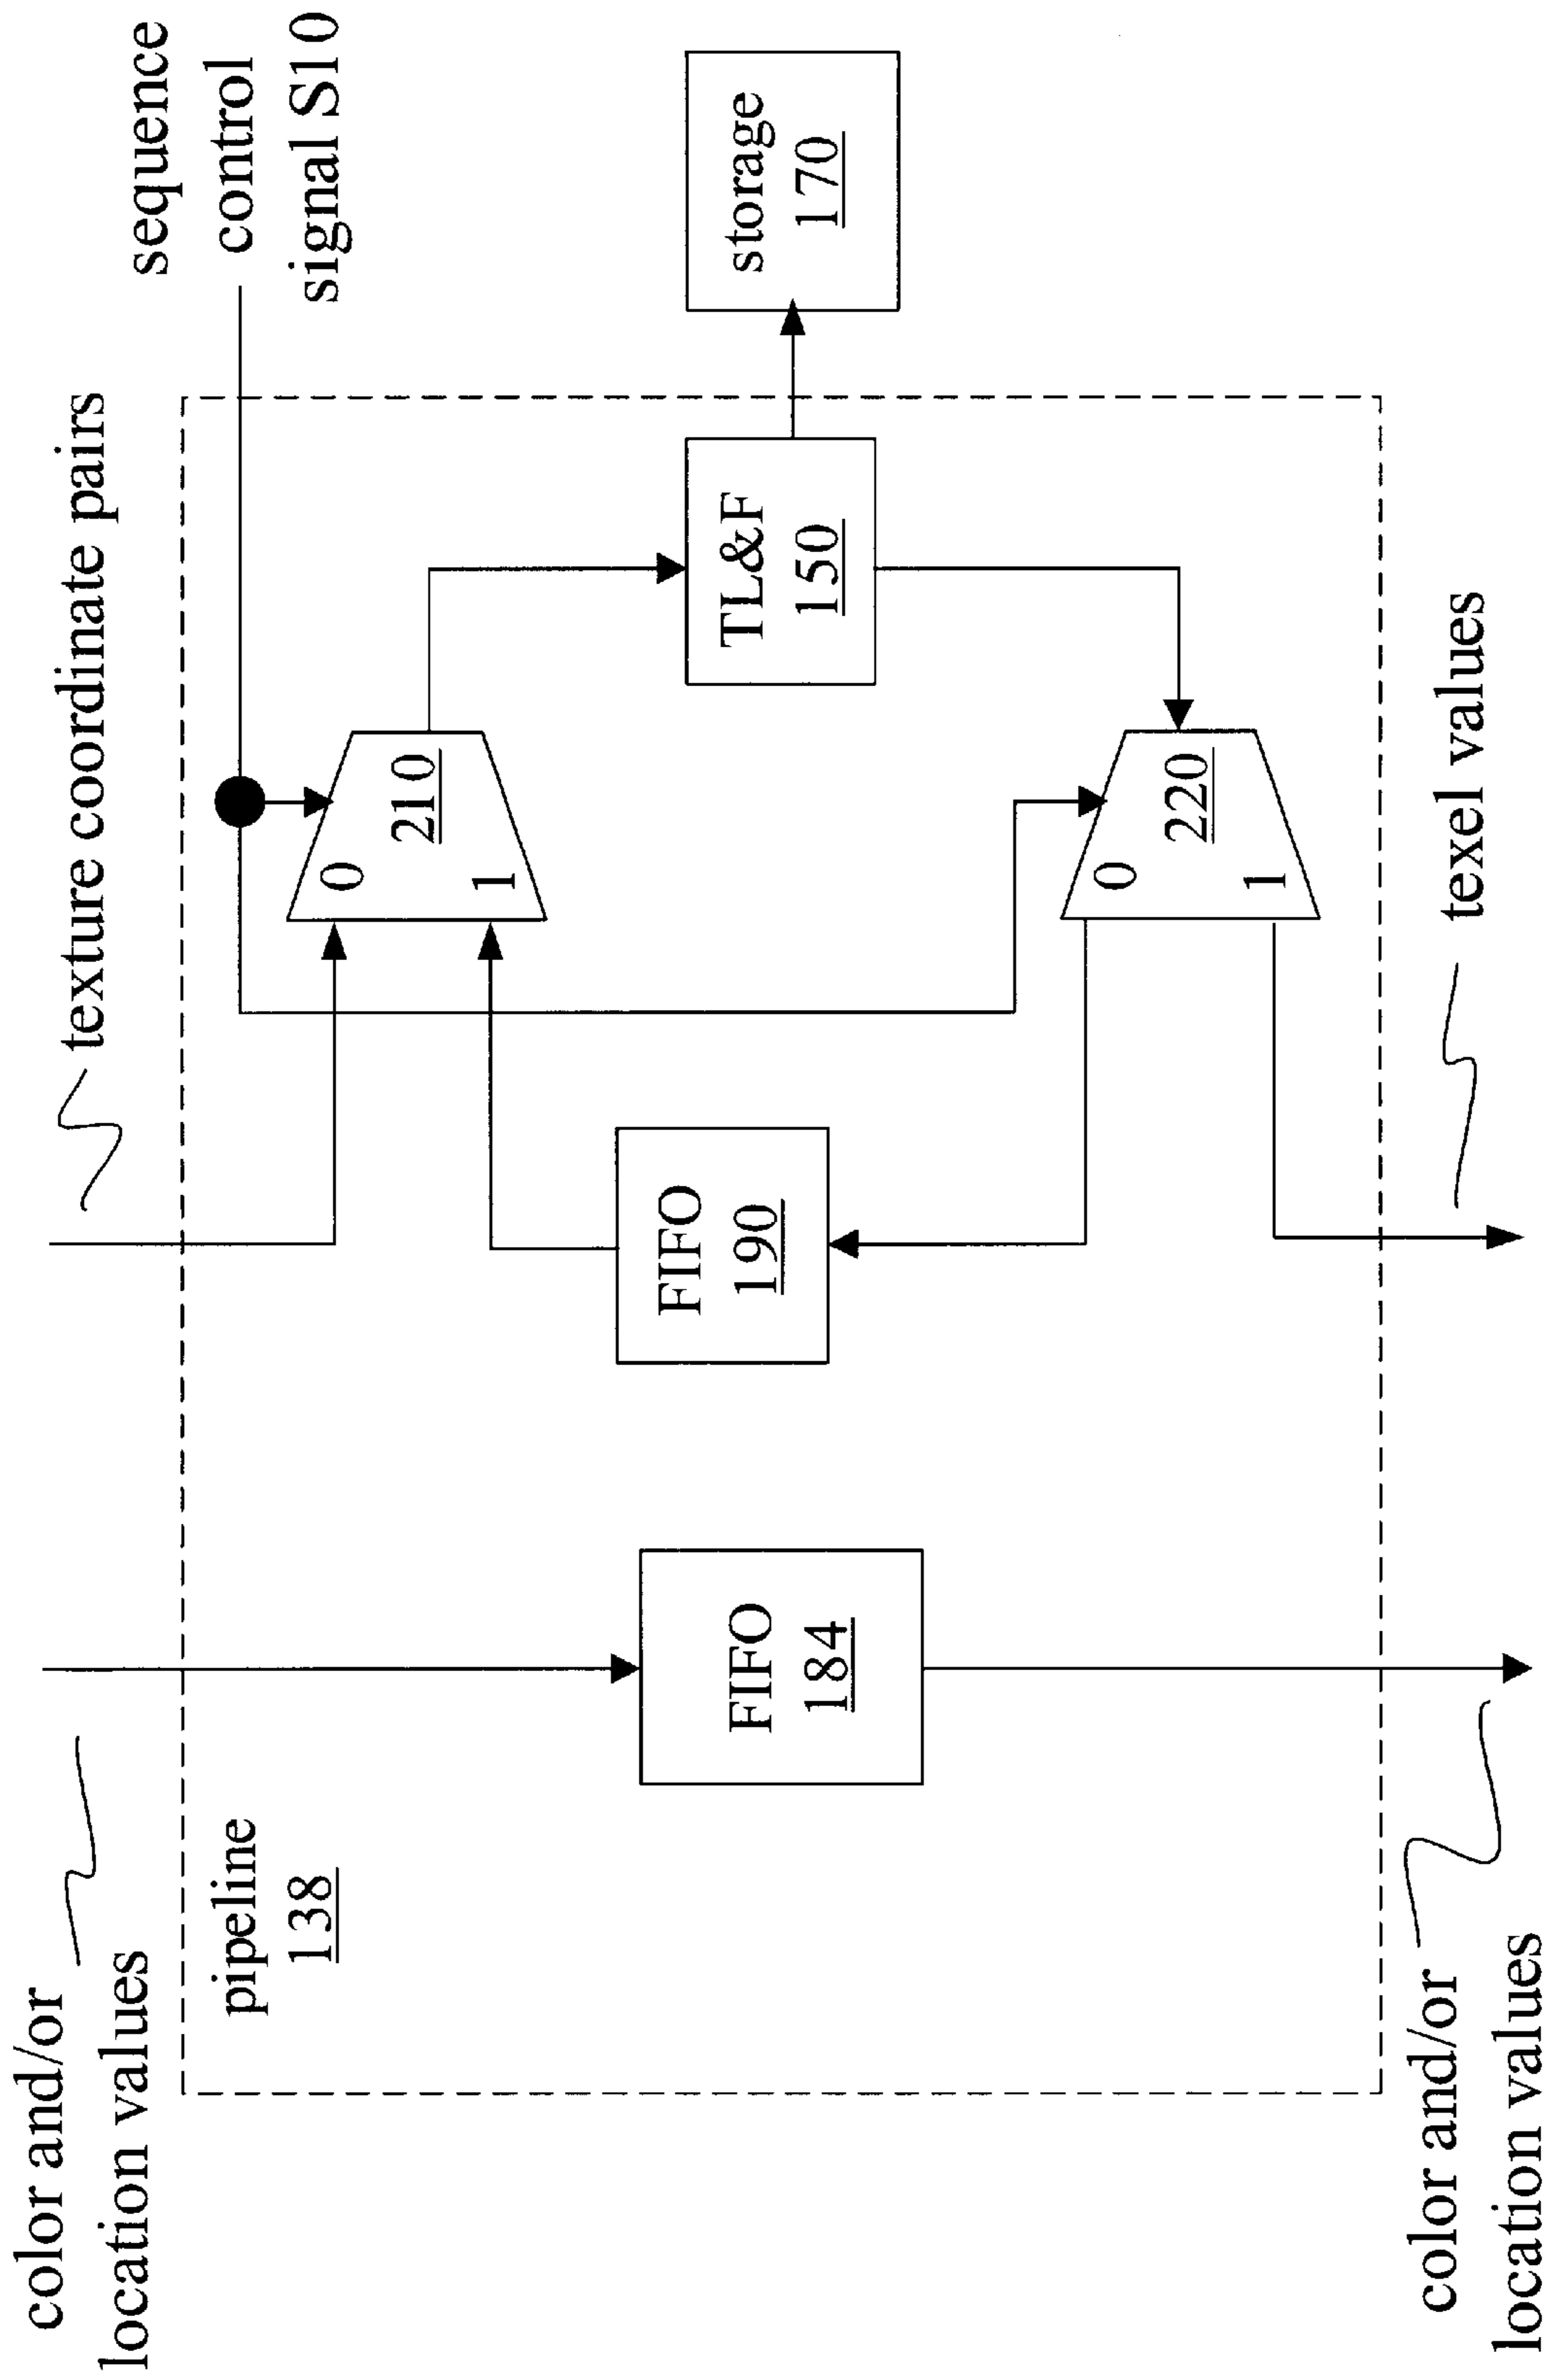 color and/or
location values
texture coordinate pairs
sequence
control
signal S10
pipeline
138
0
210
1
FIFO
184
FIFO
190
TL&F
150
storage
170
0
220
1
color and/or
location values
texel values